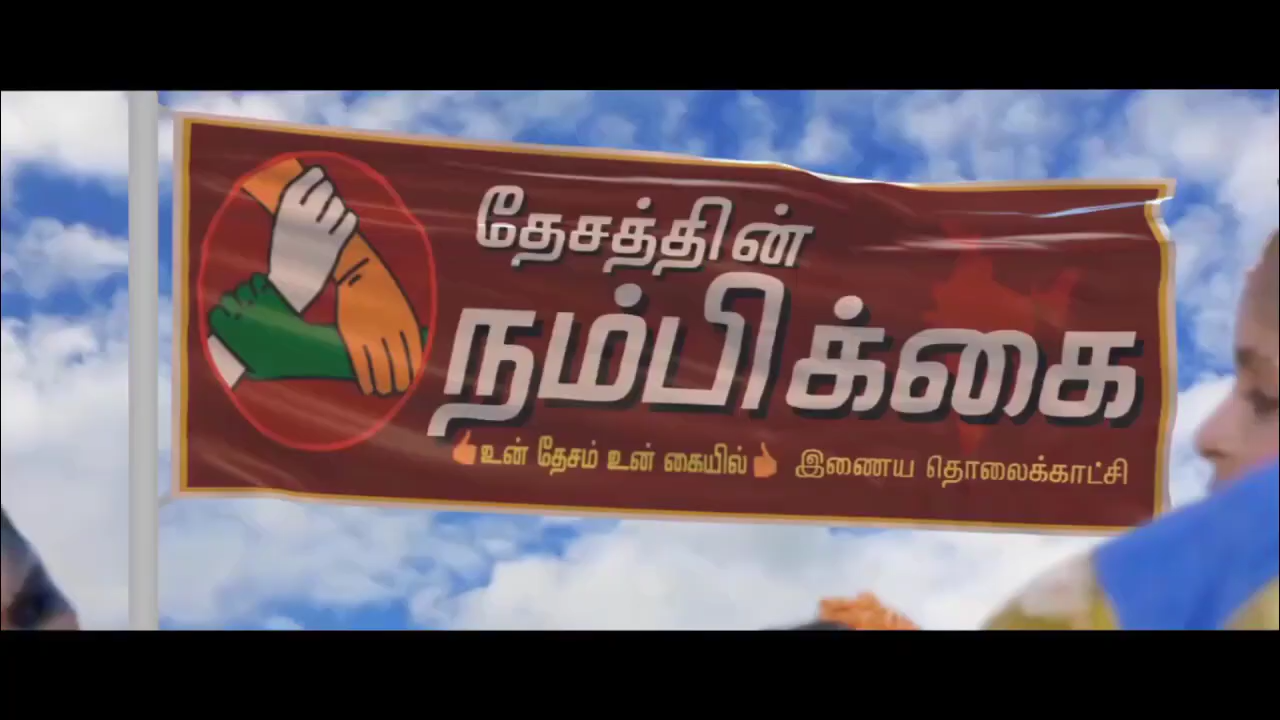 தேசத்தின்
நம்பிக்கை
உன் தேசம் உன் கையில் இணைய தொலைக்காட்சி